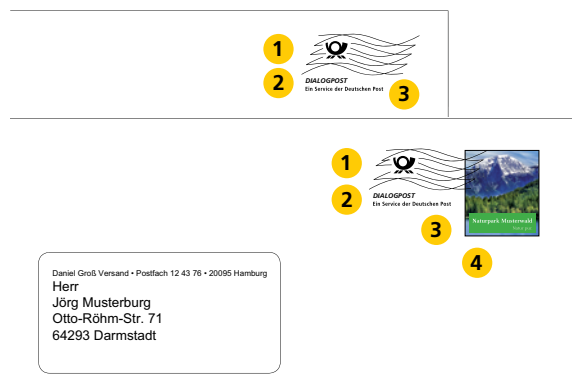 1
2
DIALOGPOST
Ein Service der Deutschen Post
3
1
2
DIALOGPOST
Ein Service der Deutschen Post
3
Naturpark Musterwald
Natur pur.
4
Daniel Groß Versand • Postfach 12 43 76 • 20095 Hamburg
Herr
Jörg Musterburg
Otto-Röhm-Str. 71
64293 Darmstadt